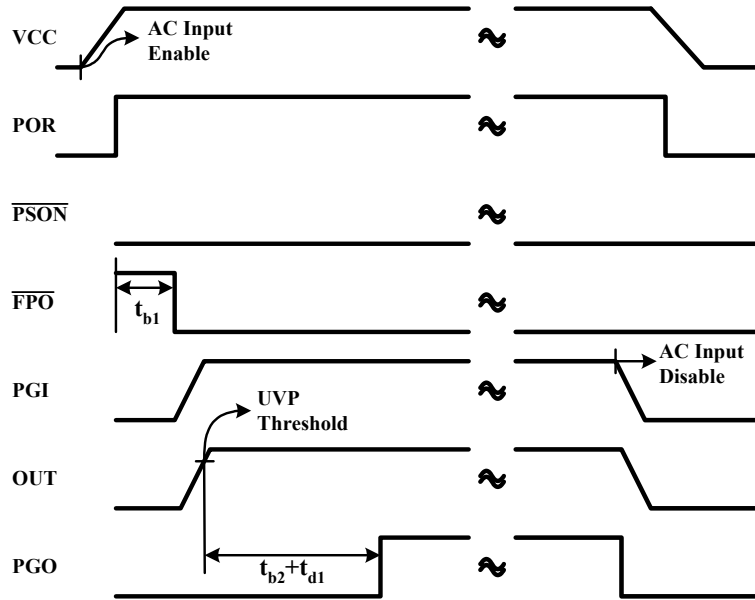 VCC
AC Input
Enable
POR
PSON
FPO
tb1
PGI
AC Input
Disable
UVP
Threshold
OUT
PGO
tb2+td1